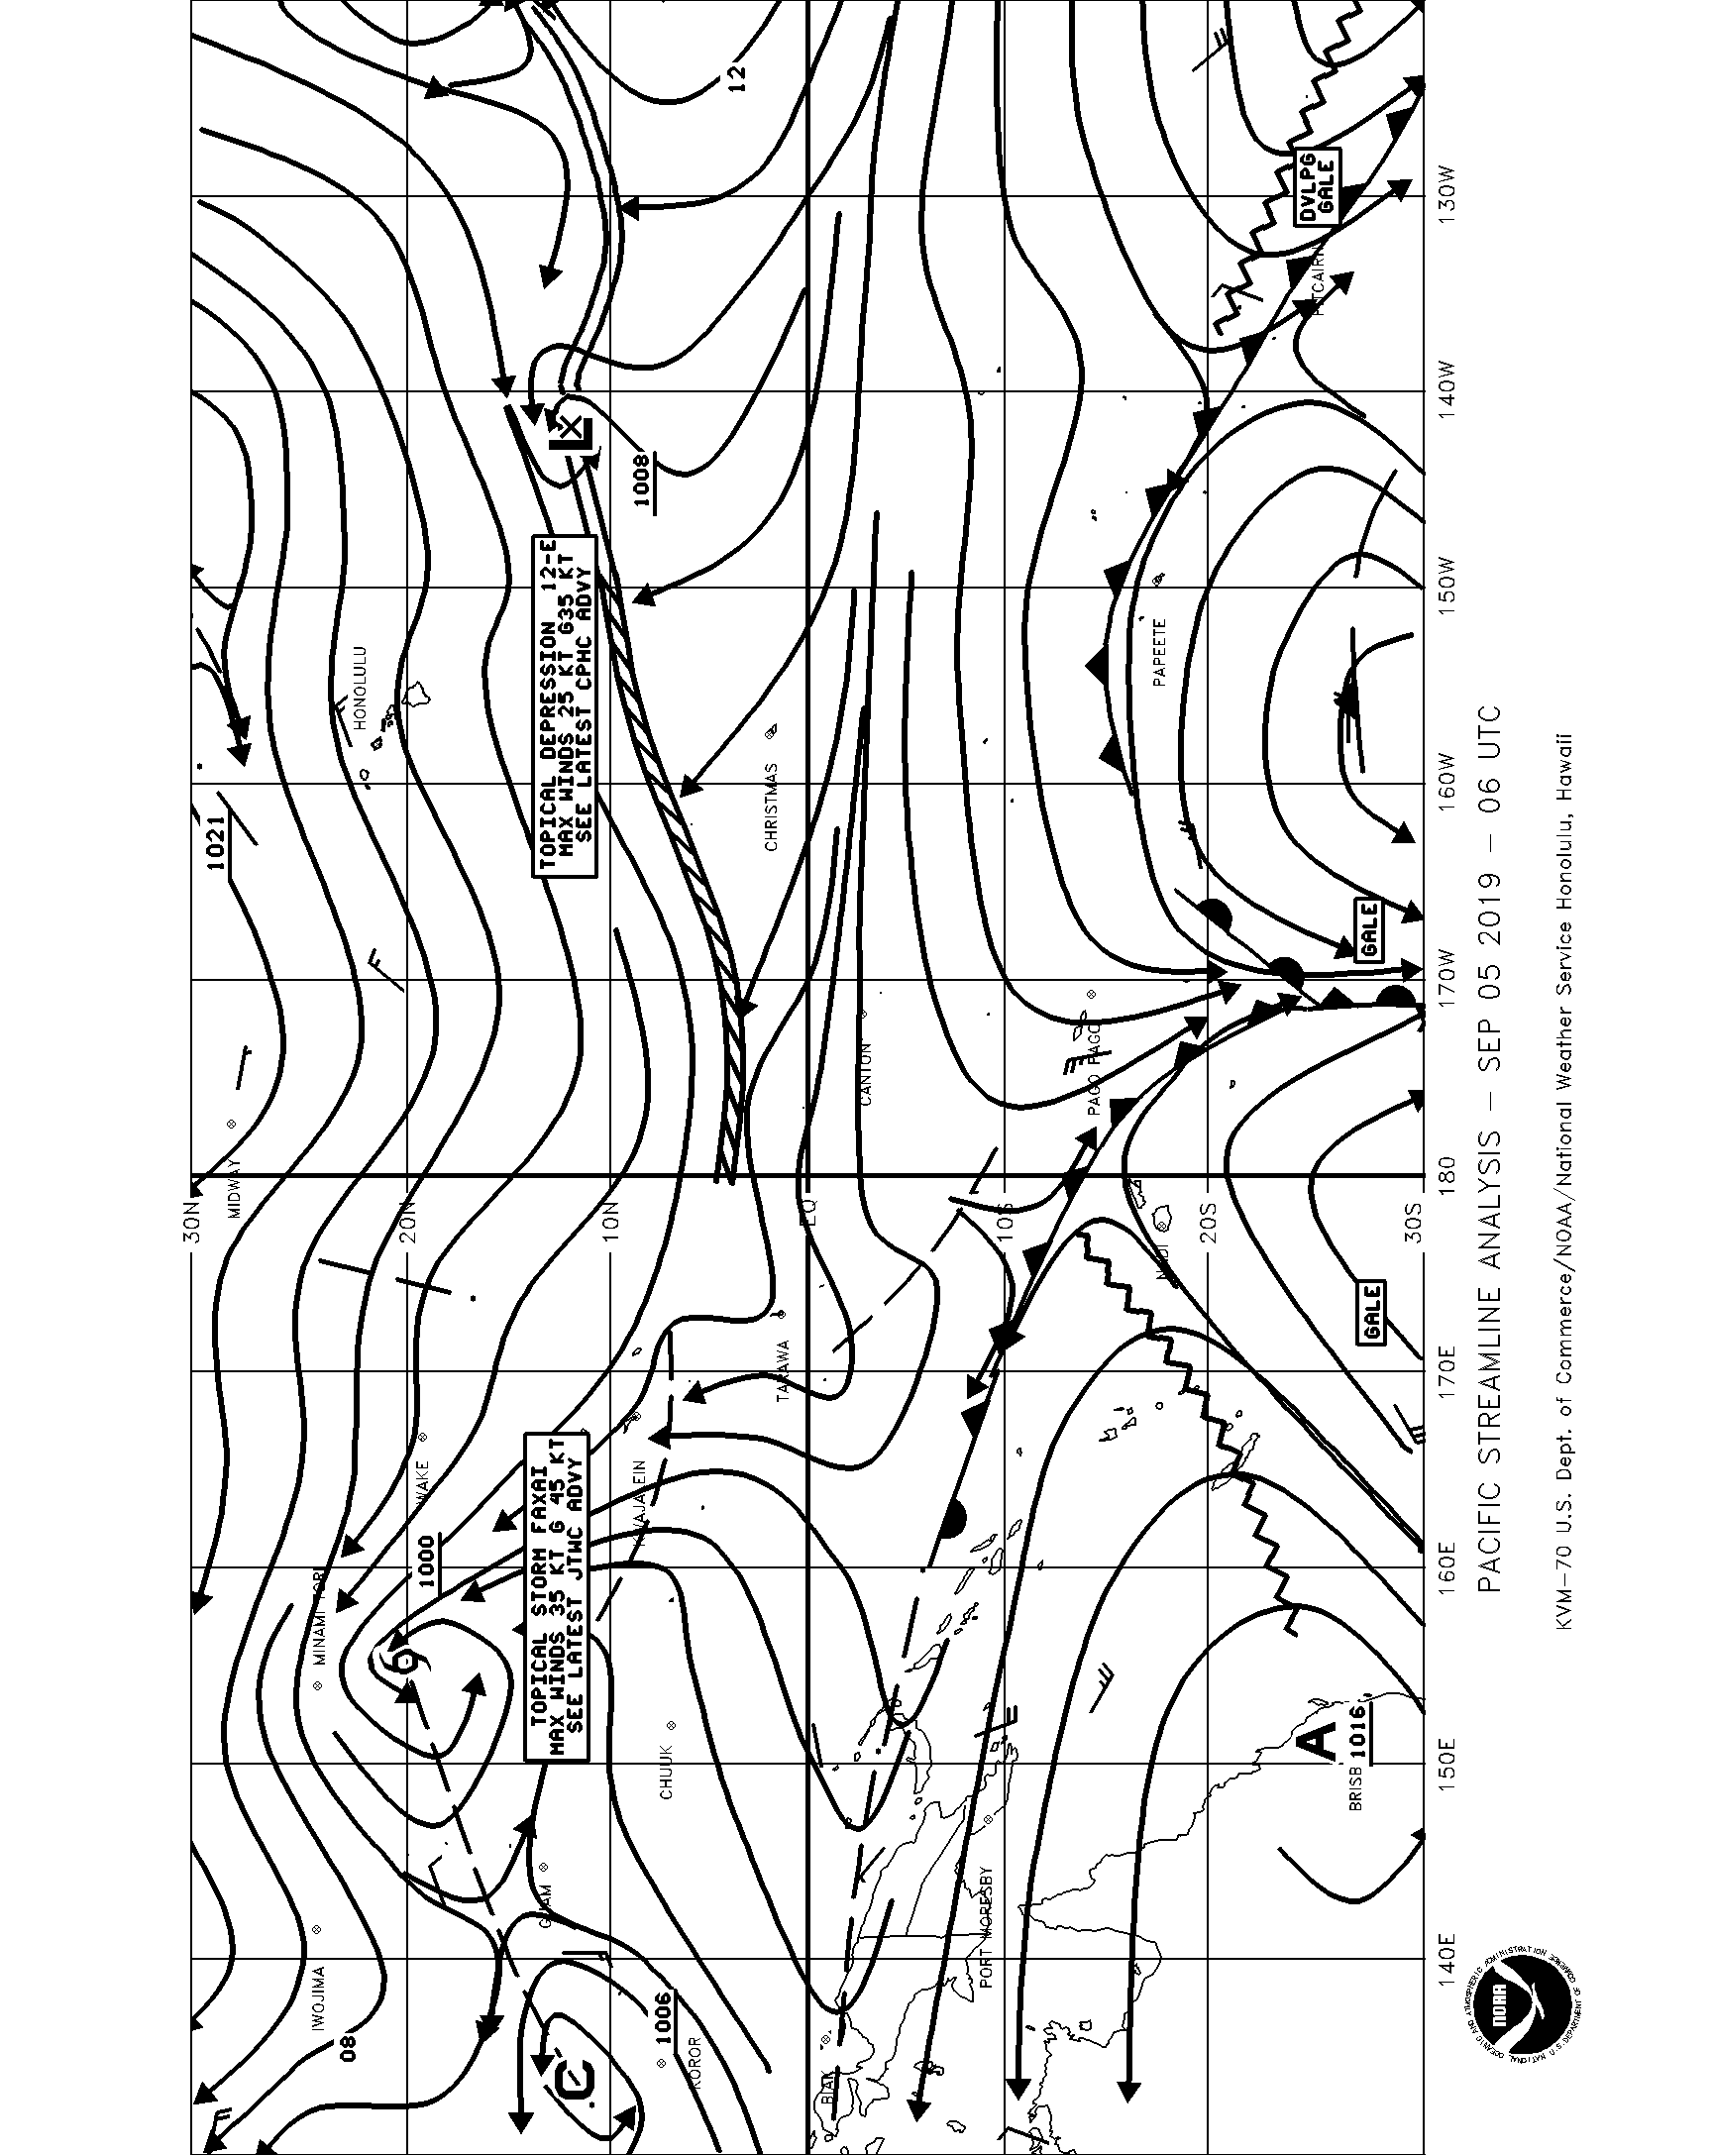 12
130W
DVLPG
GALE
PITCAIRN
140W
1008
TOPICAL DEPRESSION 12-E
MAX WINDS 25 KT G35 KT
SEE LATEST CPHC ADVY
150W
HONOLULU
PAPEETE
CHRISTMAS
160W
1021
GALE
170W
CANTON
PAGO PAGO
MIDWAY
180
30N
20N
10N
EQ
10S
20S
30S
NADI
GALE
TARAWA
170E
WAKE
KWAJALEIN
TOPICAL STORM FAXAI
MAX WINDS 35 KT G 45 KT
SEE LATEST JTWC ADVY
1000
160E
MINAMI TORI
CHUUK
150E
A
BRISB 1016
GUAM
PORT MORESBY
140E
IWOJIMA
08
1006
KOROR
C
BIAK
PACIFIC STREAMLINE ANALYSIS - SEP 05 2019 - 06 UTC
KVM-70 U.S. Dept. of Commerce/NOAA/National Weather Service Honolulu, Hawaii
NOAA
NATIONAL OCEANIC AND ATMOSPHERIC ADMINISTRATION
U.S. DEPARTMENT OF COMMERCE